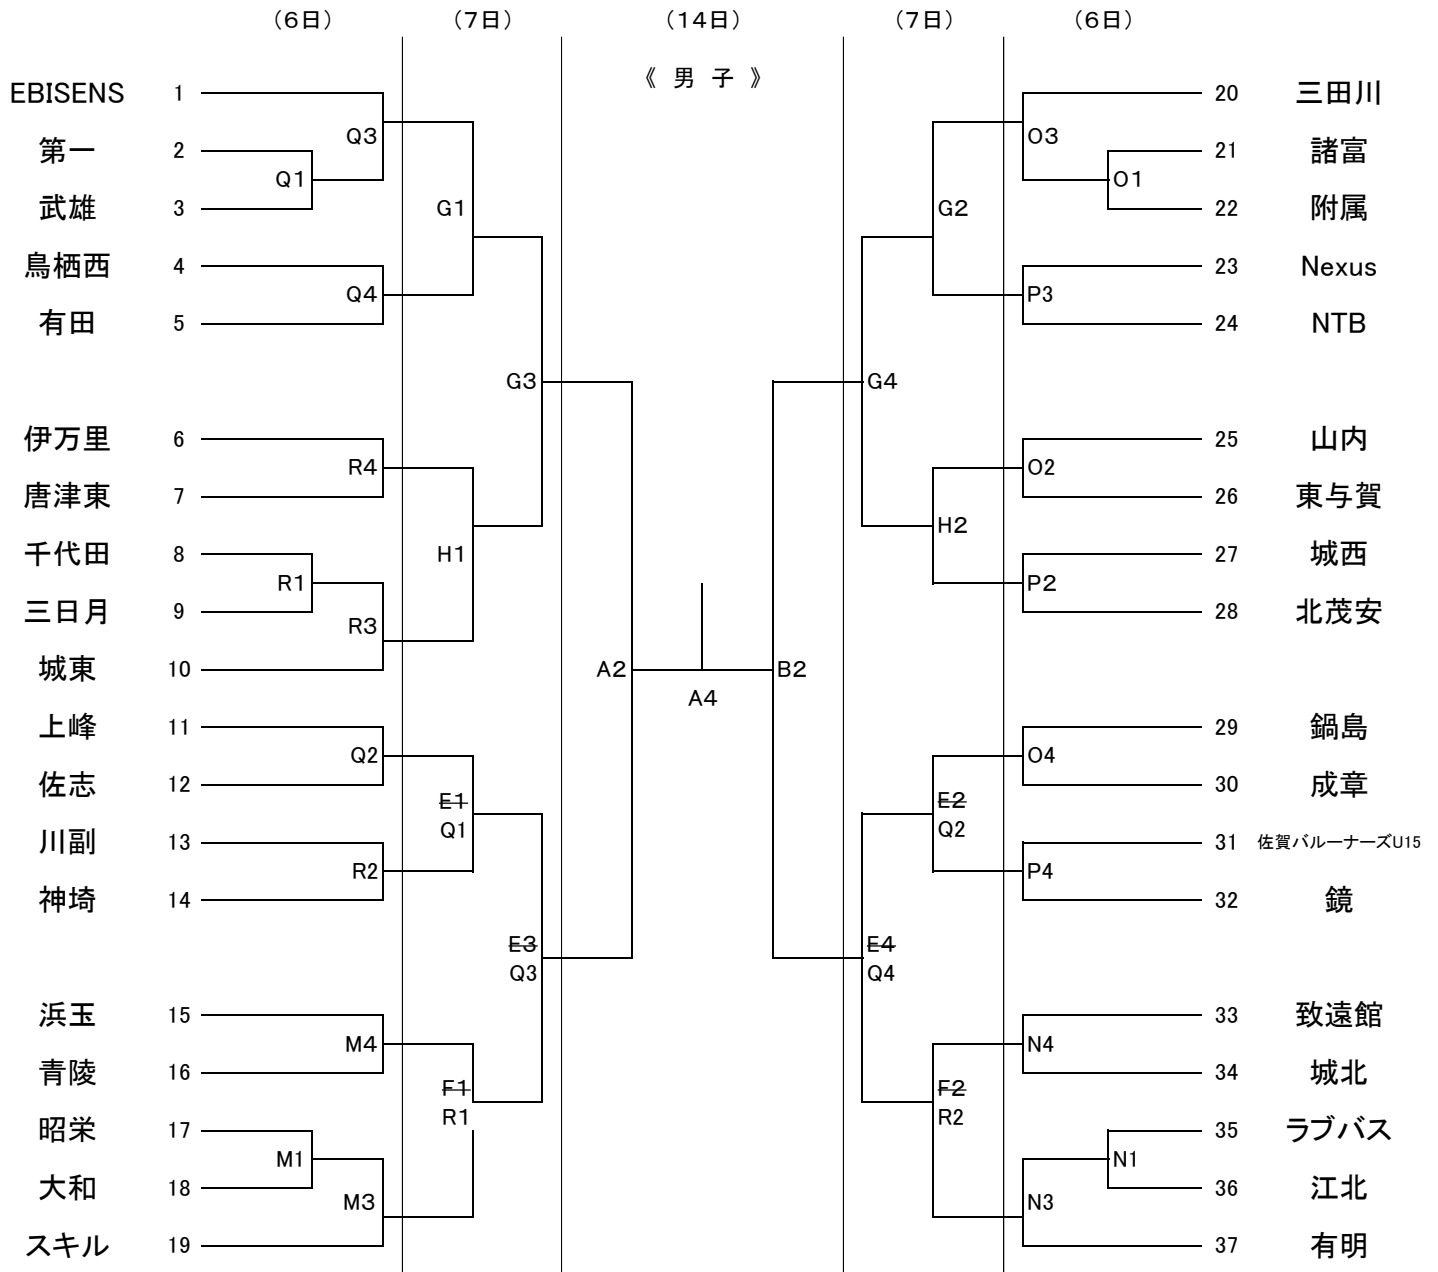 （6日） （7日） （14日） （7日） （6日）
《 男 子 》
EBISENS 1 20 三田川
Q3 O3
第一 2 21 諸富
Q1 O1
武雄 3 G1 G2 22 附属
鳥栖西 4 23 Nexus
Q4 P3
有田 5 24 NTB
G3 G4
伊万里 6 25 山内
R4 O2
唐津東 7 26 東与賀
千代田 8 H1 H2 27 城西
R1 P2
三日月 9 28 北茂安
R3
城東 10 A2 B2
A4
上峰 11 29 鍋島
Q2 O4
佐志 12 30 成章
E1 E2
Q1 Q2
川副 13 31 佐賀バルーナーズU15
R2 P4
神埼 14 32 鏡
E3 E4
Q3 Q4
浜玉 15 33 致遠館
M4 N4
青陵 16 34 城北
F1 F2
R1 R2
昭栄 17 35 ラブバス
M1 N1
大和 18 36 江北
M3 N3
スキル 19 37 有明